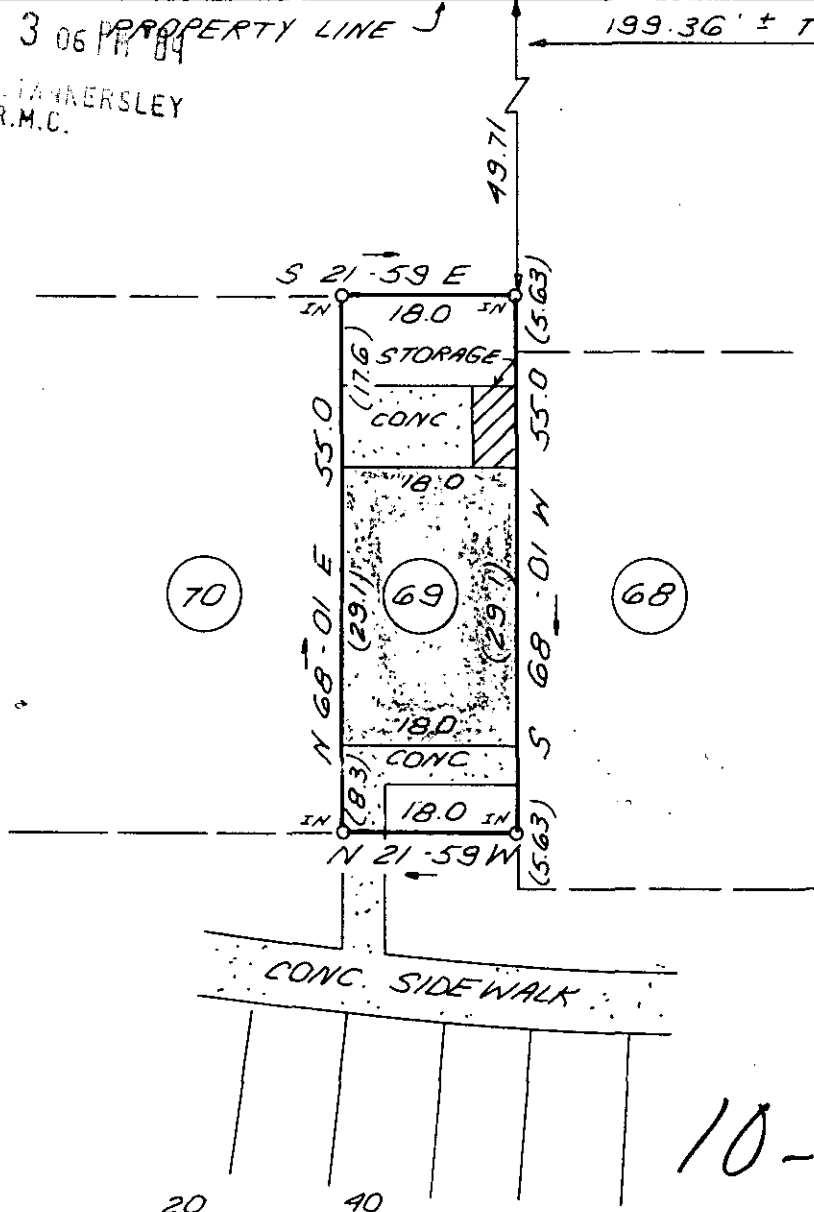 PROPERTY LINE
199.36' ± T
3 06 PM '89
TANKERSLEY
R.M.C.
49.71
S 21-59 E
IN 18.0 IN
(5.63)
STORAGE
(17.6)
CONC
55.0
55.0
18.0
N 68-01 E
(29.1)
70
69
68
(29.1)
S 68-01 W
18.0
CONC
(8.3)
IN 18.0 IN
(5.63)
N 21-59 W
CONC. SIDEWALK
10-
20 40